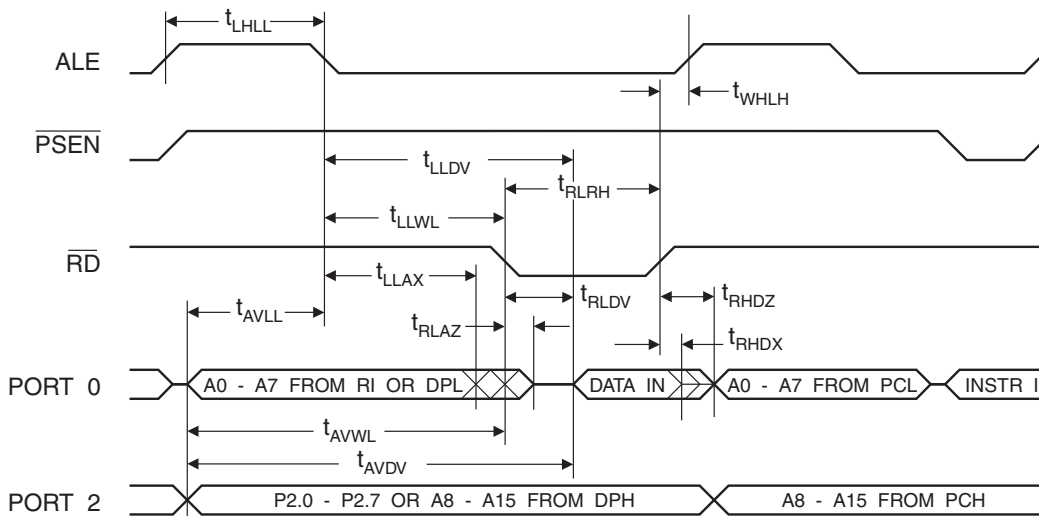 tLHLL
ALE
tWHLH
PSEN
tLLDV
tRLRH
tLLWL
RD
tLLAX
tRLDV
tRHDZ
tAVLL
tRLAZ
tRHDX
PORT 0
A0 - A7 FROM RI OR DPL
DATA IN
A0 - A7 FROM PCL
INSTR I
tAVWL
tAVDV
PORT 2
P2.0 - P2.7 OR A8 - A15 FROM DPH
A8 - A15 FROM PCH